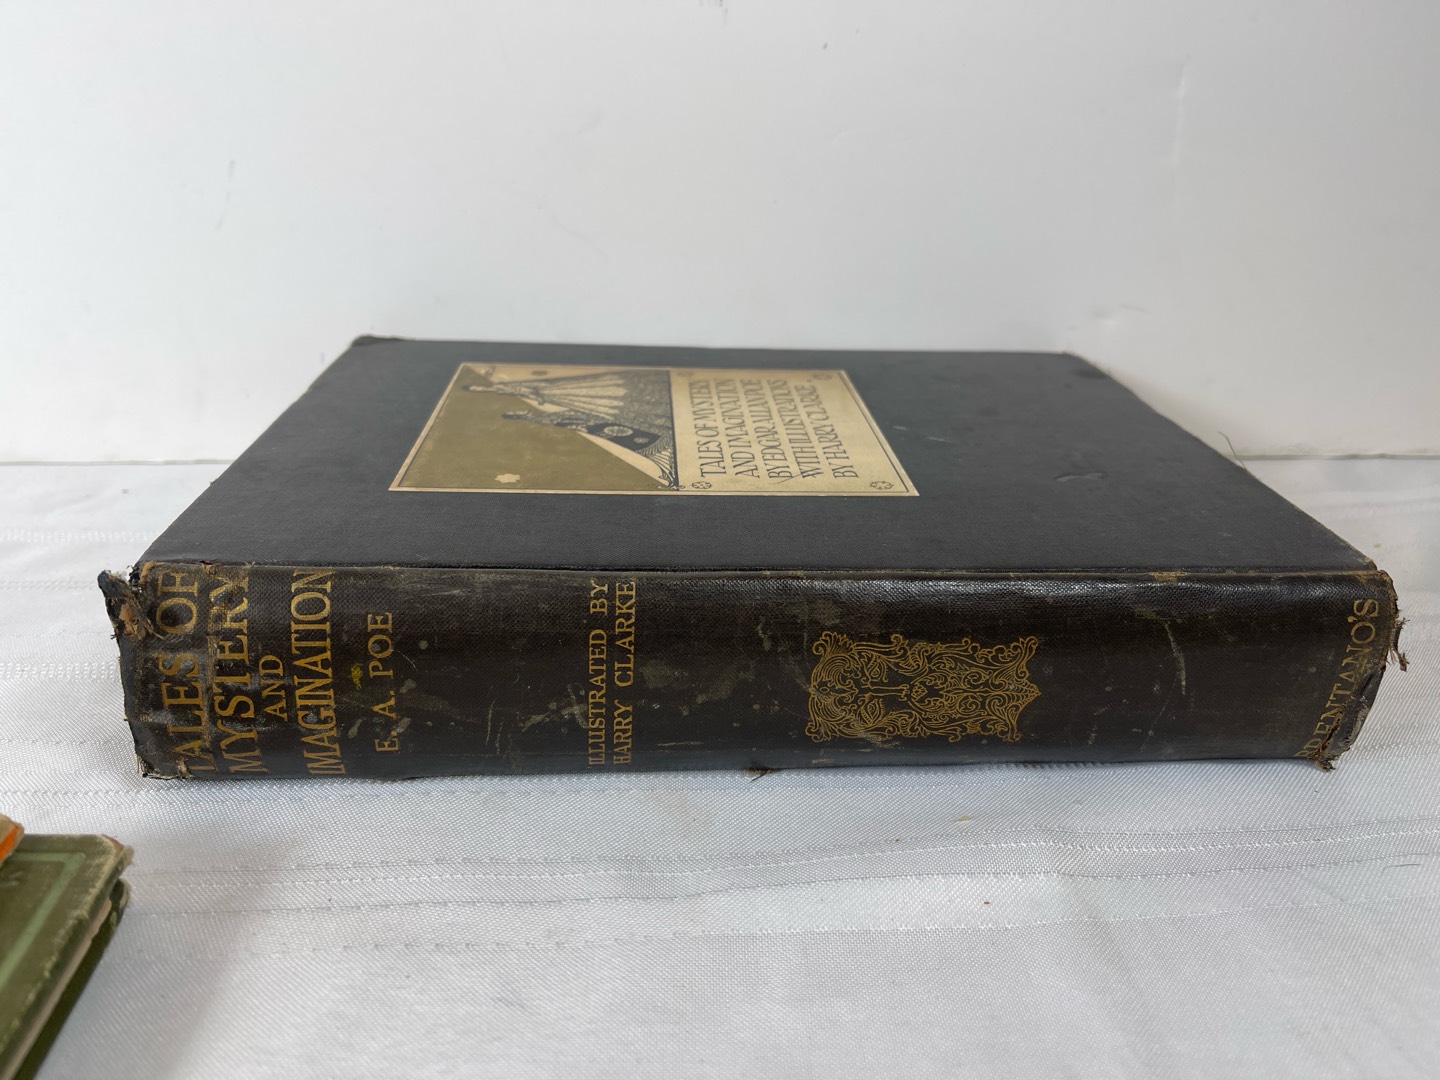 TALES OF MYSTERY
AND IMAGINATION
BY EDGAR ALLAN POE
WITH ILLUSTRATIONS
BY HARRY CLARKE
TALES OF
MYSTERY
AND
IMAGINATION
E. A. POE
ILLUSTRATED BY
HARRY CLARKE
BRENTANO'S